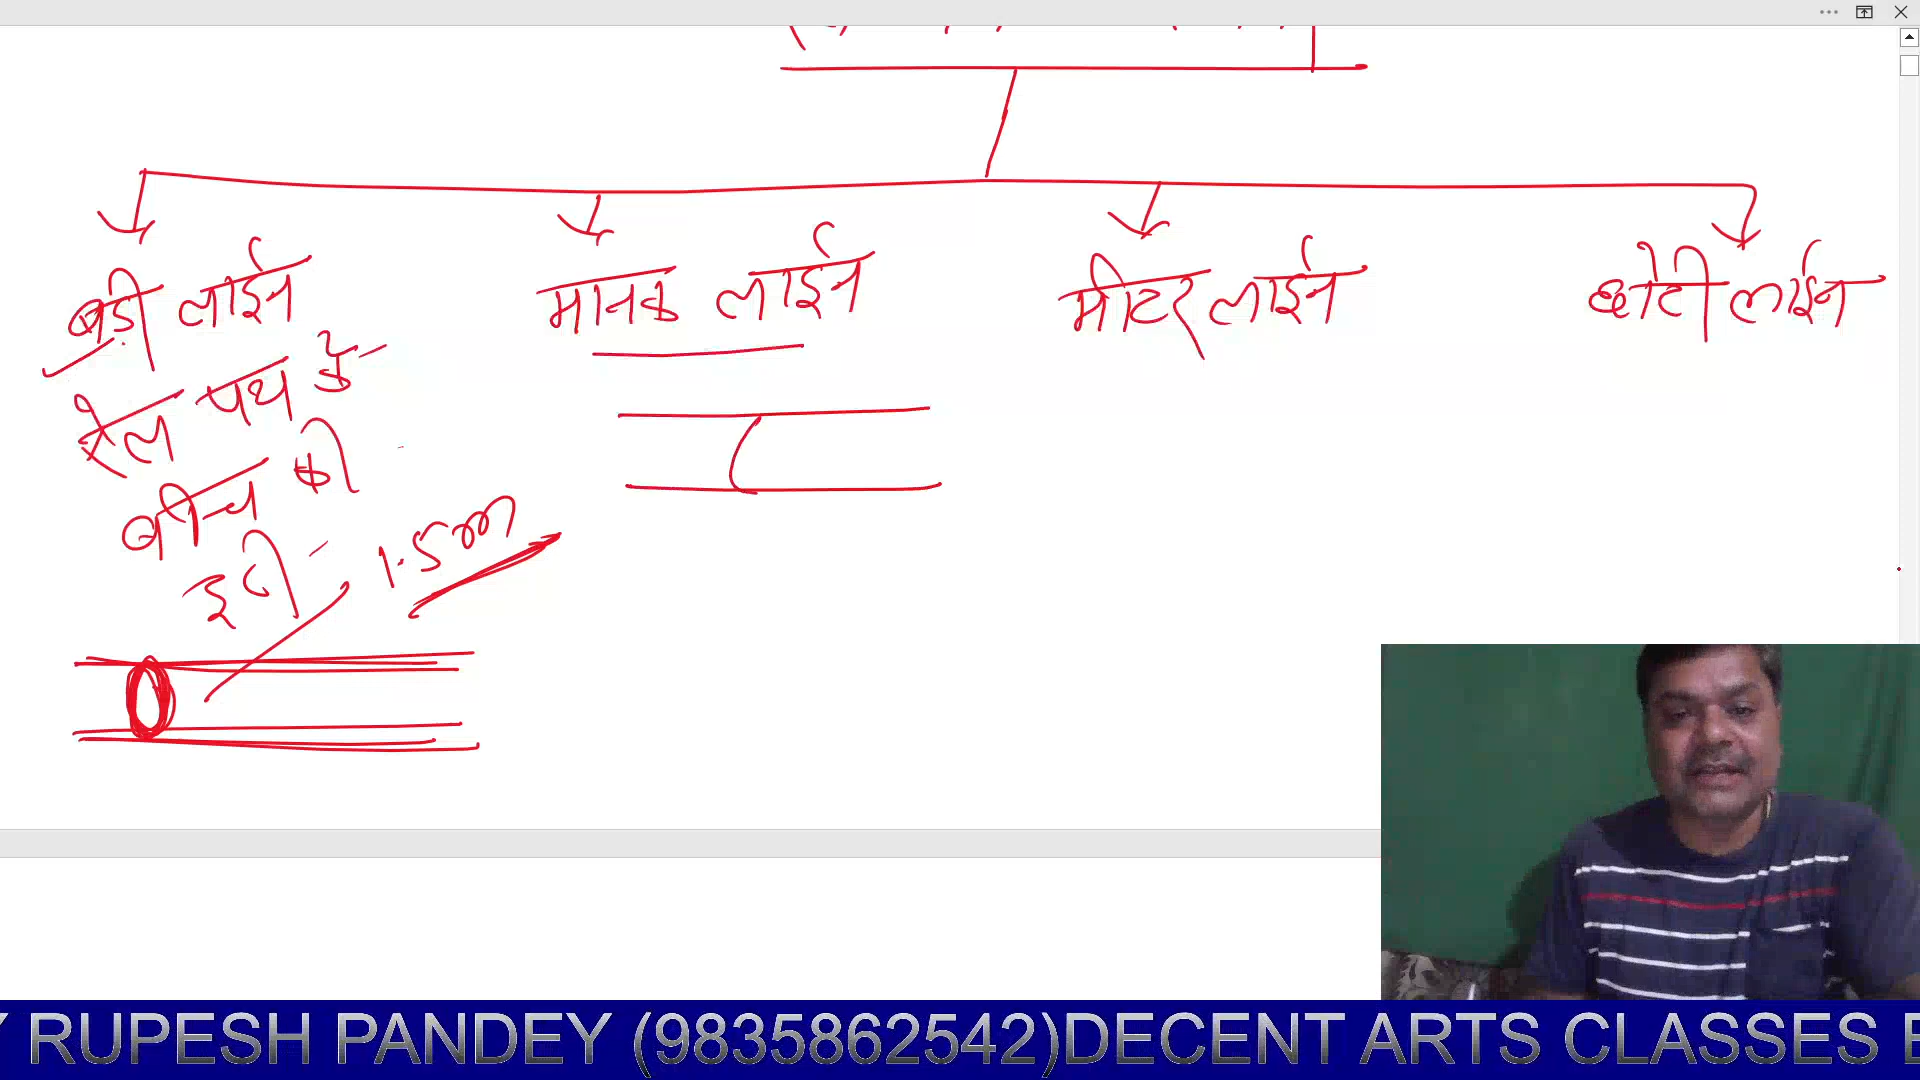 बड़ी लाईन
मानक लाईन
मीटर लाईन
छोटी लाईन
रेल पथ के
बीच की
दूरी - 1.5m
Y RUPESH PANDEY (9835862542)DECENT ARTS CLASSES